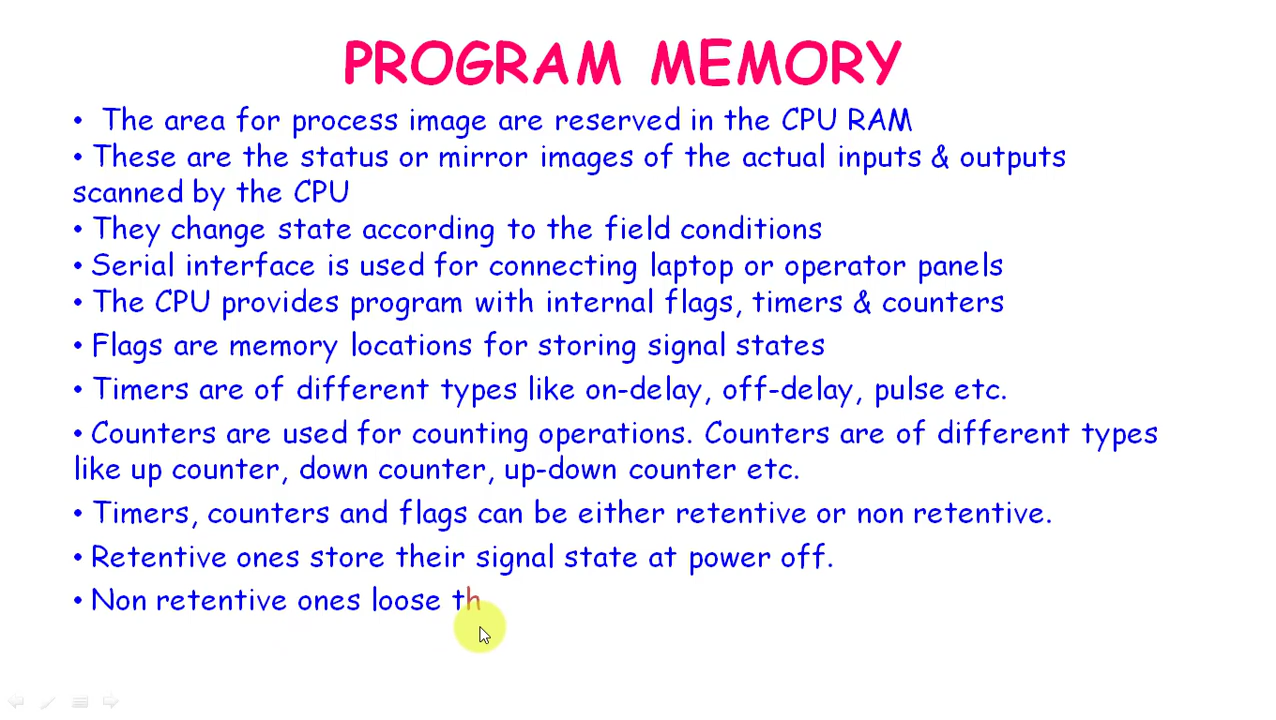 PROGRAM MEMORY
• The area for process image are reserved in the CPU RAM
• These are the status or mirror images of the actual inputs & outputs
scanned by the CPU
• They change state according to the field conditions
• Serial interface is used for connecting laptop or operator panels
• The CPU provides program with internal flags, timers & counters
• Flags are memory locations for storing signal states
• Timers are of different types like on-delay, off-delay, pulse etc.
• Counters are used for counting operations. Counters are of different types
like up counter, down counter, up-down counter etc.
• Timers, counters and flags can be either retentive or non retentive.
• Retentive ones store their signal state at power off.
• Non retentive ones loose th